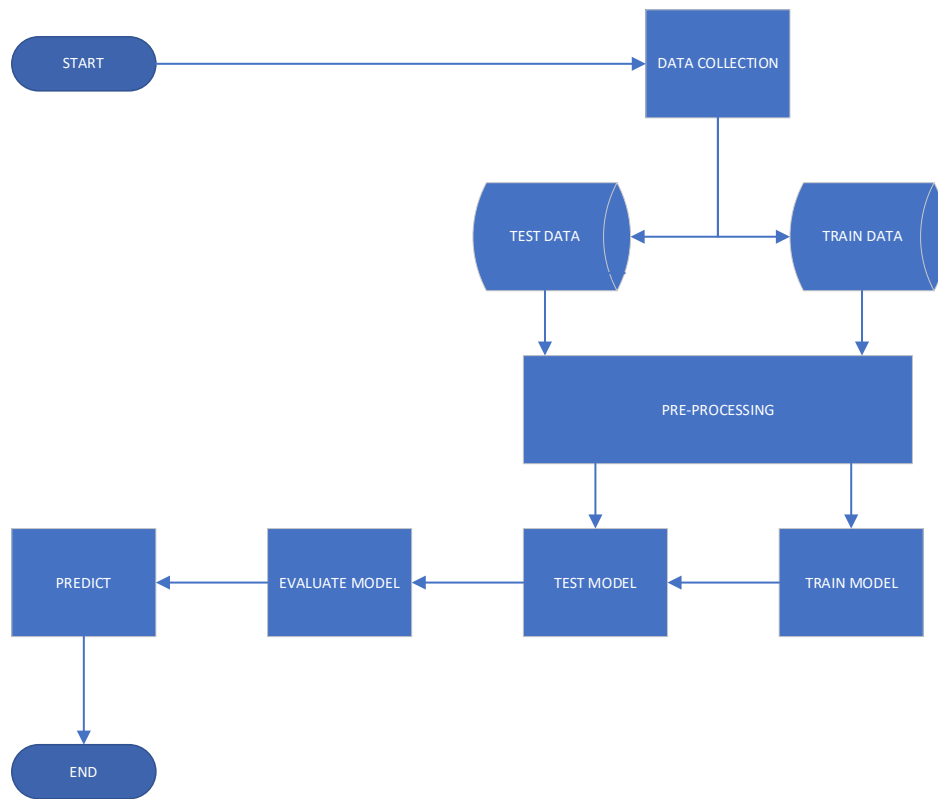 START
DATA COLLECTION
TEST DATA
TRAIN DATA
PRE-PROCESSING
PREDICT
EVALUATE MODEL
TEST MODEL
TRAIN MODEL
END